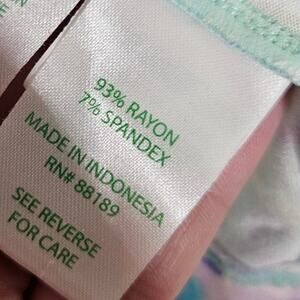 93% RAYON
7% SPANDEX
MADE IN INDONESIA
RN# 88189
SEE REVERSE
FOR CARE